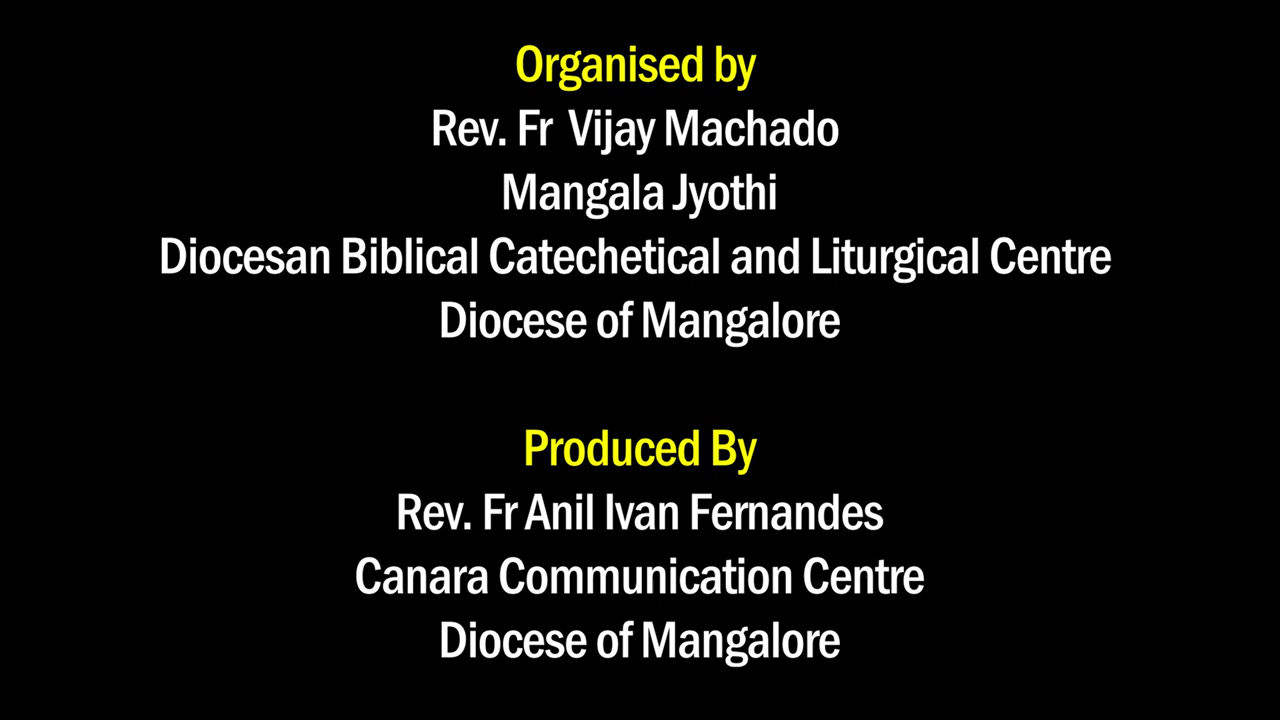 Organised by
Rev. Fr Vijay Machado
Mangala Jyothi
Diocesan Biblical Catechetical and Liturgical Centre
Diocese of Mangalore
Produced By
Rev. Fr Anil Ivan Fernandes
Canara Communication Centre
Diocese of Mangalore